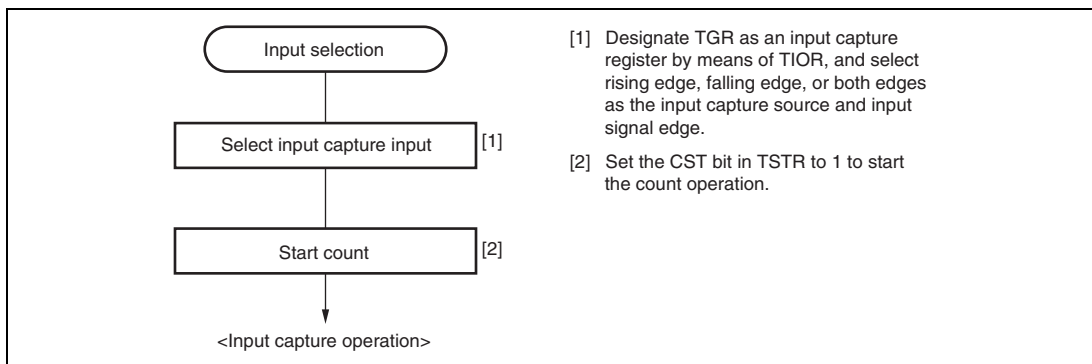 Input selection
Select input capture input
[1]
Start count
[2]
<Input capture operation>
[1] Designate TGR as an input capture
register by means of TIOR, and select
rising edge, falling edge, or both edges
as the input capture source and input
signal edge.
[2] Set the CST bit in TSTR to 1 to start
the count operation.